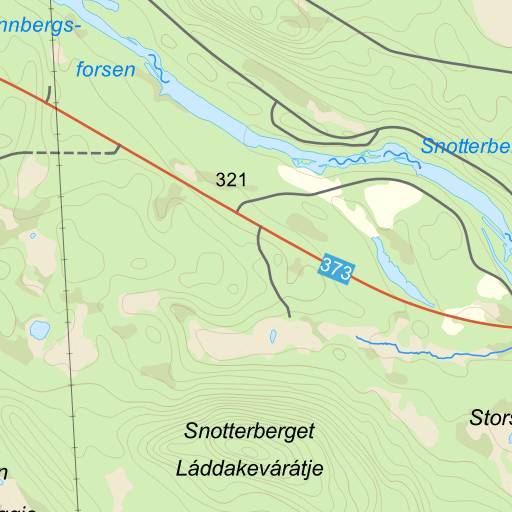 nnbergs-
forsen
Snotterbe
321
373
Snotterberget
Láddakevárátje
Stors
n